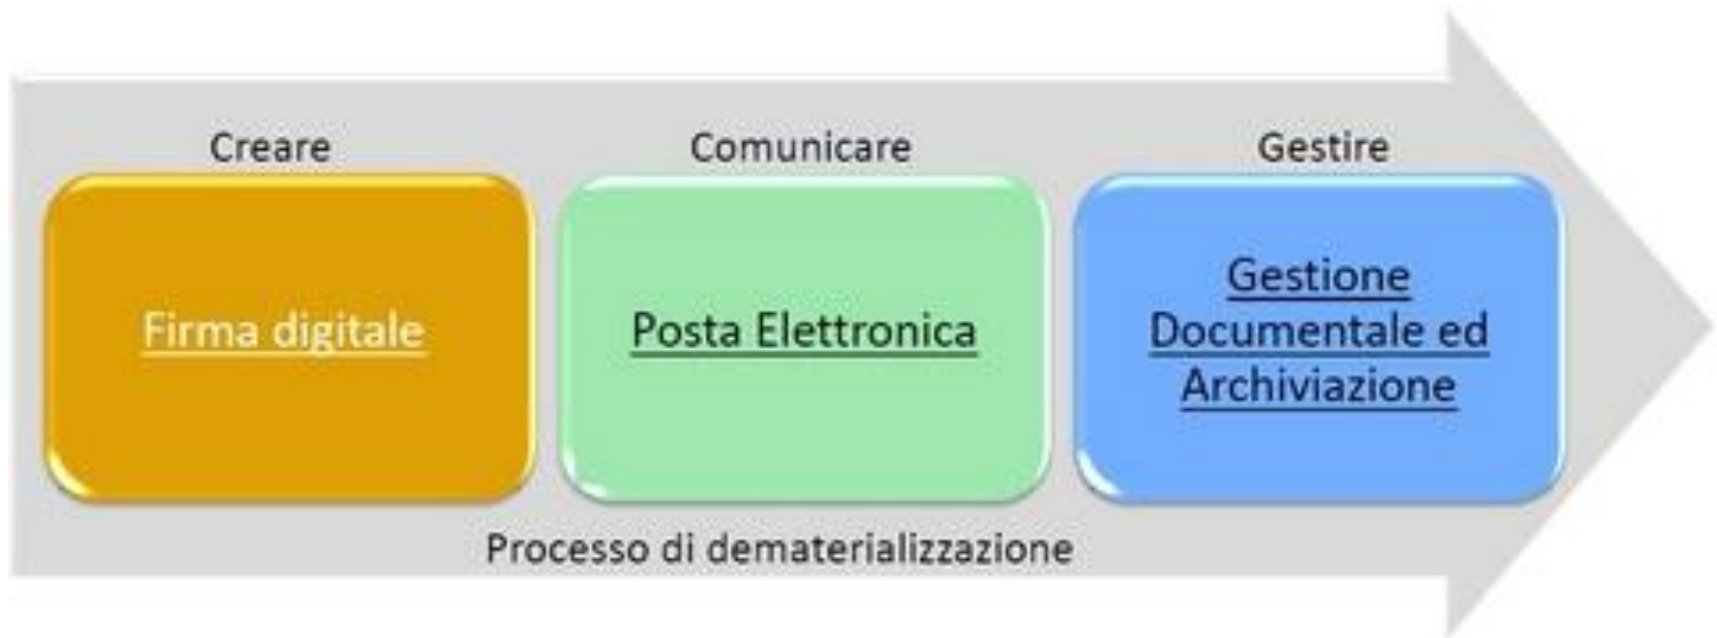 Creare
Comunicare
Gestire
Firma digitale
Posta Elettronica
Gestione
Documentale ed
Archiviazione
Processo di dematerializzazione